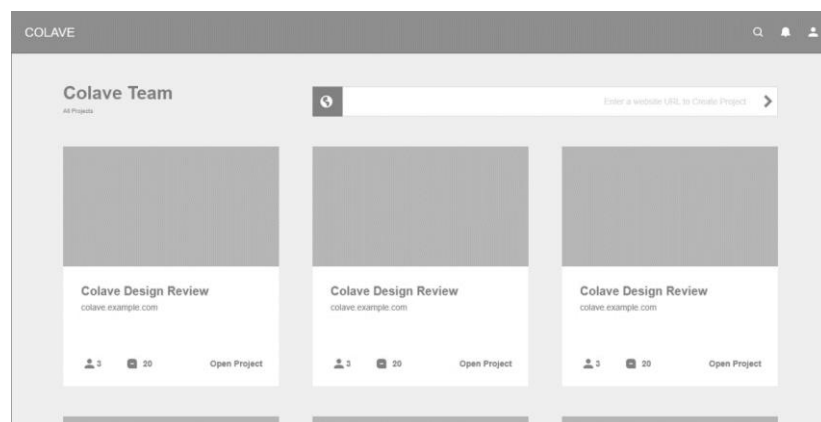 COLAVE
Colave Team
All Projects
Enter a website URL to Create Project
Colave Design Review
colave.example.com
3 20 Open Project
Colave Design Review
colave.example.com
3 20 Open Project
Colave Design Review
colave.example.com
3 20 Open Project